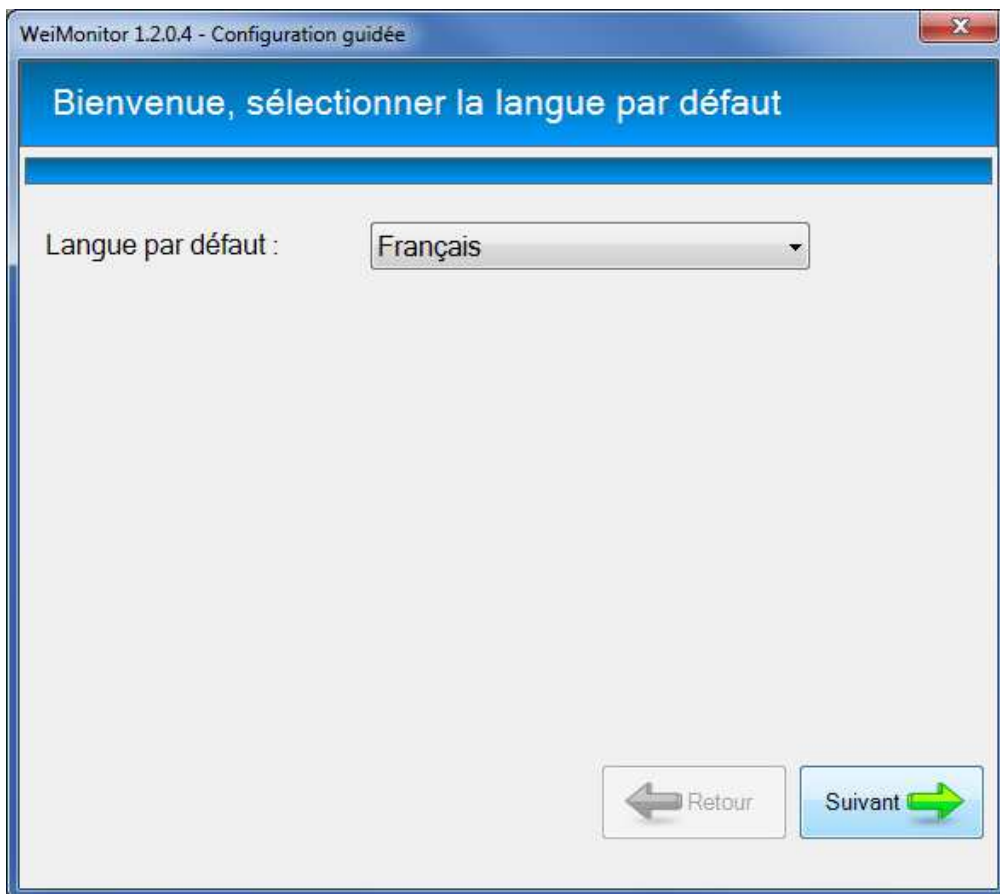 WeiMonitor 1.2.0.4 - Configuration guidée
Bienvenue, sélectionner la langue par défaut
Langue par défaut :
Français
Retour
Suivant